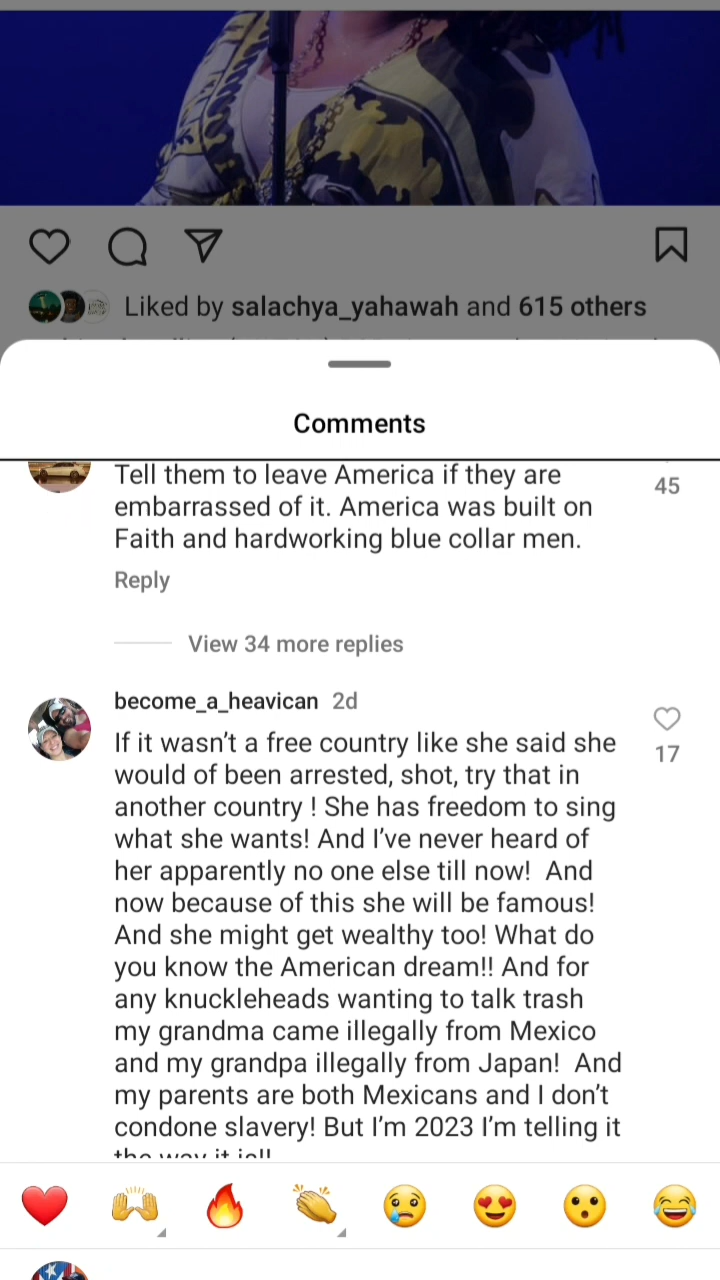 Liked by salachya_yahawah and 615 others
Comments
Tell them to leave America if they are
embarrassed of it. America was built on
Faith and hardworking blue collar men.
45
Reply
View 34 more replies
become_a_heavican 2d
If it wasn’t a free country like she said she
would of been arrested, shot, try that in
another country ! She has freedom to sing
what she wants! And I’ve never heard of
her apparently no one else till now!  And
now because of this she will be famous!
And she might get wealthy too! What do
you know the American dream!! And for
any knuckleheads wanting to talk trash
my grandma came illegally from Mexico
and my grandpa illegally from Japan!  And
my parents are both Mexicans and I don’t
condone slavery! But I’m 2023 I’m telling it
the way it is!!
17